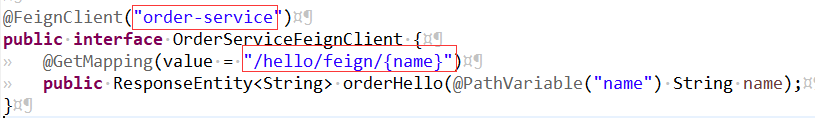 @FeignClient("order-service")¤¶
public·interface·OrderServiceFeignClient·{¤¶
»   @GetMapping(value·=·"/hello/feign/{name}")¤¶
»   public·ResponseEntity<String>·orderHello(@PathVariable("name")·String·name);¤¶
}¤¶